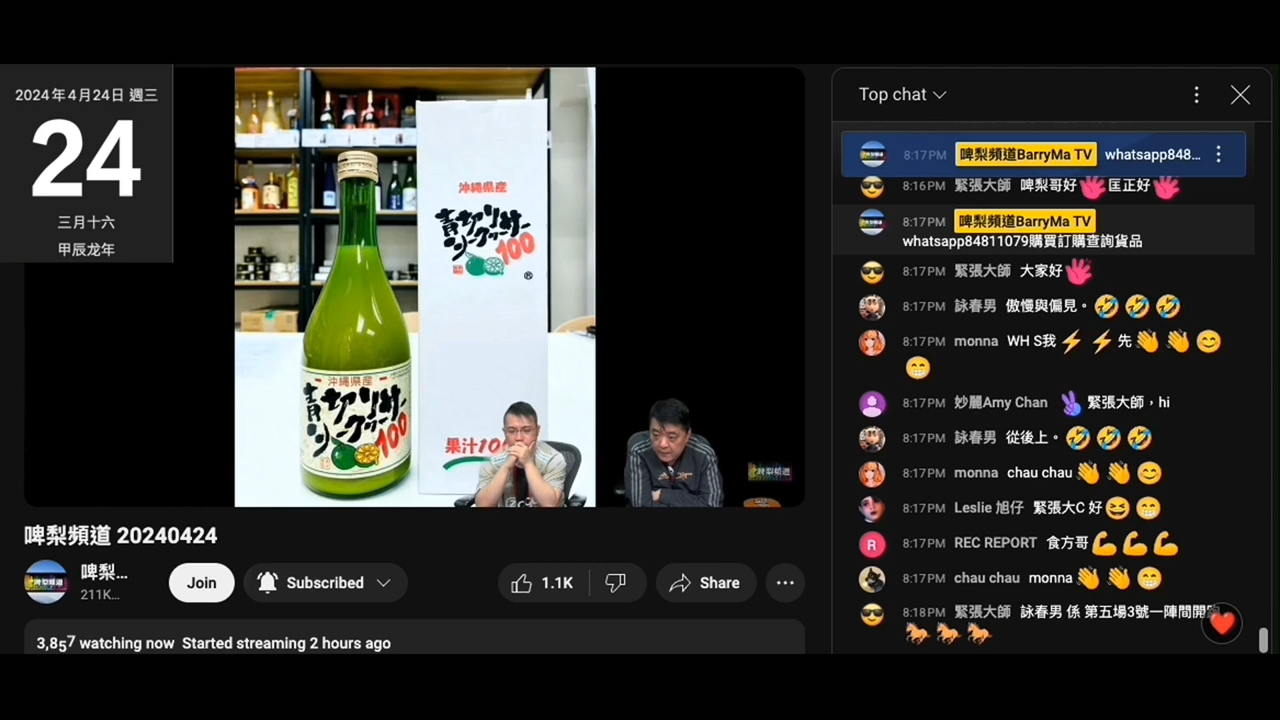 2024年4月24日 週三
24
三月十六
甲辰龙年
沖縄県産
青切り
シークヮーサー
100
®
沖縄県産
青切り
シークヮーサー
100
果汁10
啤梨頻道
啤梨頻道 20240424
啤梨...
211K...
Join
Subscribed
1.1K
Share
3,857 watching now Started streaming 2 hours ago
Top chat
8:17PM 啤梨頻道BarryMa TV whatsapp848...
8:16PM 緊張大師 啤梨哥好 匡正好
8:17PM 啤梨頻道BarryMa TV
whatsapp84811079購買訂購查詢貨品
8:17PM 緊張大師 大家好
8:17PM 詠春男 傲慢與偏見。🤣🤣🤣
8:17PM monna WH S我⚡⚡先👋👋😊
😁
8:17PM 妙麗Amy Chan 緊張大師，hi
8:17PM 詠春男 從後上。🤣🤣🤣
8:17PM monna chau chau👋👋😊
8:17PM Leslie 旭仔 緊張大C 好😆😁
R 8:17PM REC REPORT 食方哥💪💪💪
8:17PM chau chau monna👋👋😁
8:18PM 緊張大師 詠春男 係 第五場3號一陣間開跑
🐎🐎🐎